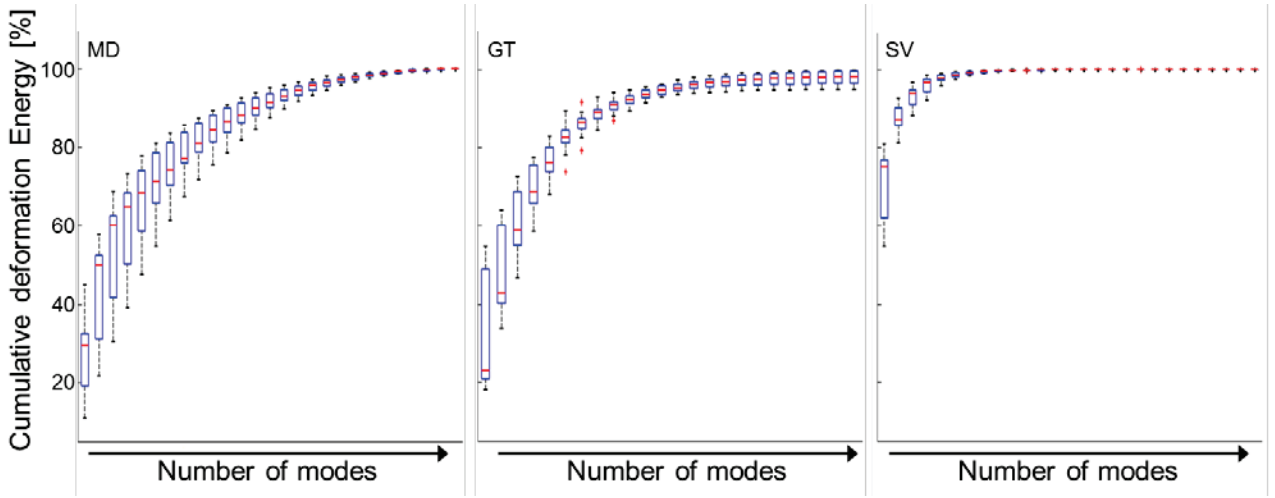 Cumulative deformation Energy [%]
MD
GT
SV
100
80
60
40
20
Number of modes
Number of modes
Number of modes